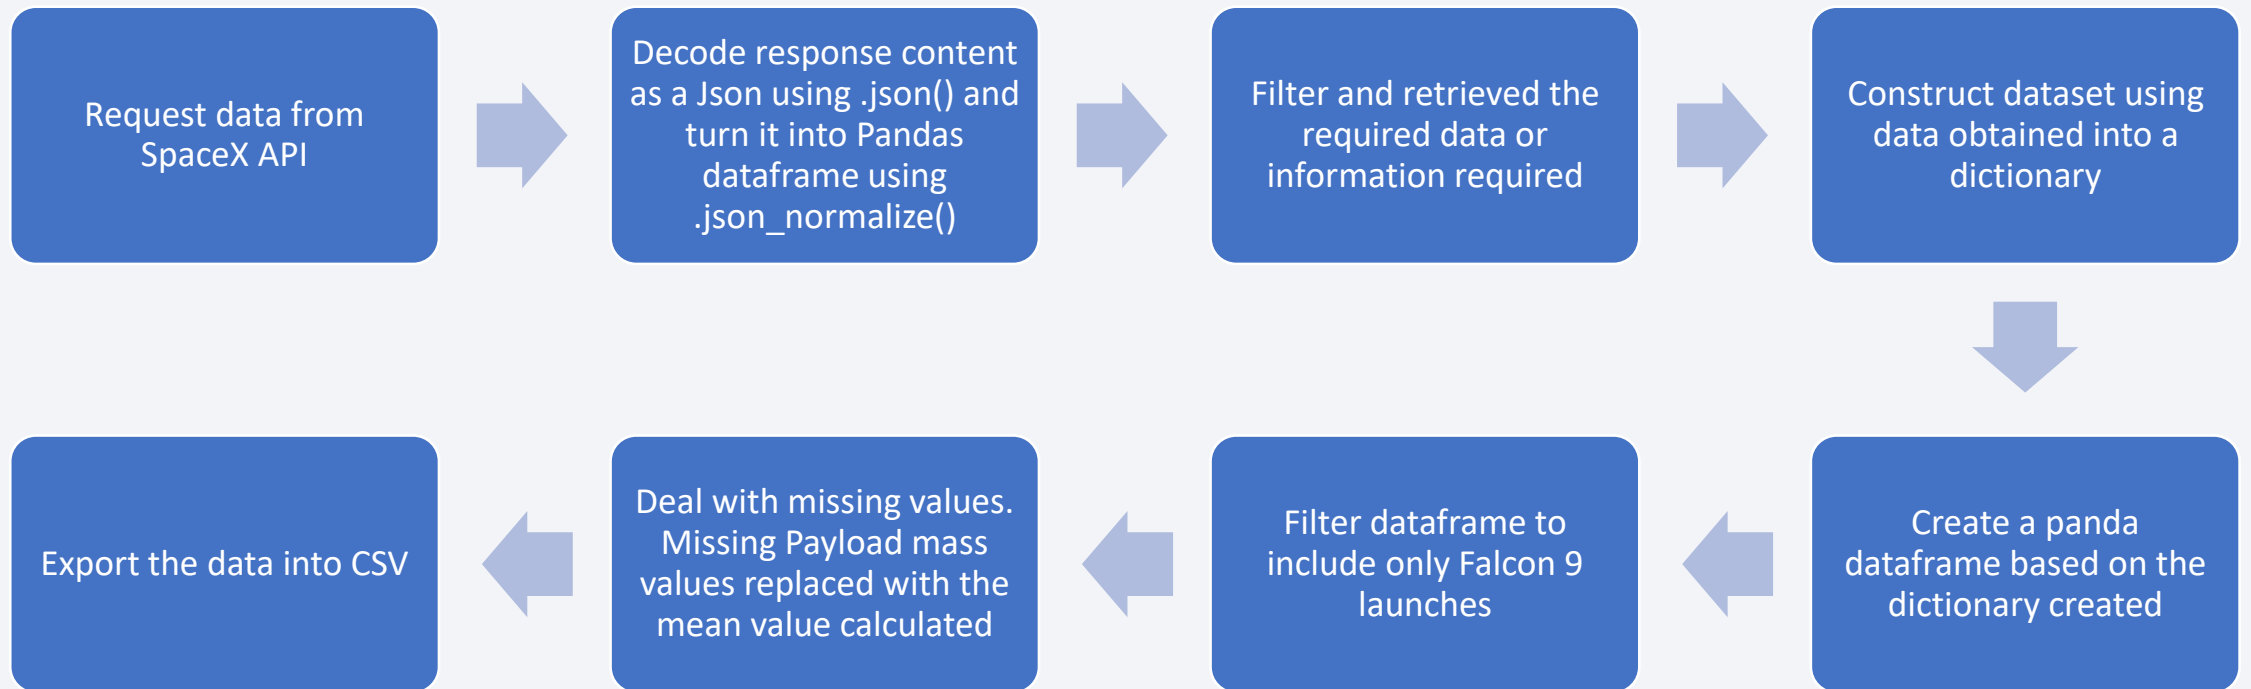 Request data from
SpaceX API
Decode response content
as a Json using .json() and
turn it into Pandas
dataframe using
.json_normalize()
Filter and retrieved the
required data or
information required
Construct dataset using
data obtained into a
dictionary
Create a panda
dataframe based on the
dictionary created
Filter dataframe to
include only Falcon 9
launches
Deal with missing values.
Missing Payload mass
values replaced with the
mean value calculated
Export the data into CSV